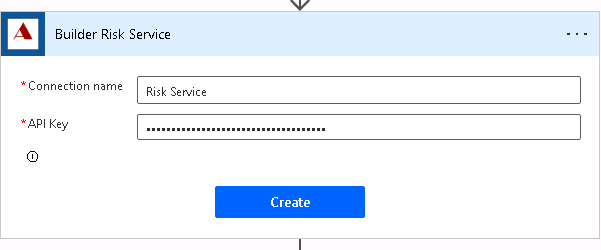 Builder Risk Service
* Connection name
Risk Service
* API Key
••••••••••••••••••••••••••••••••••••
Create